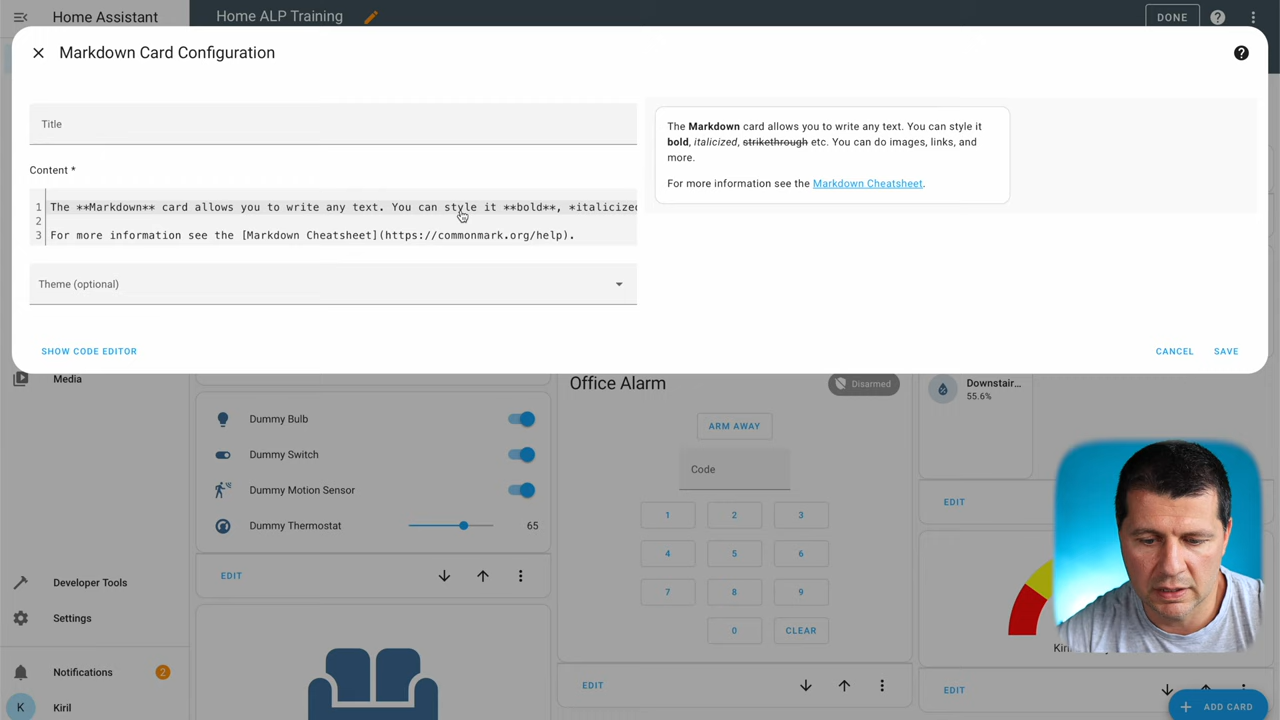 Home Assistant
Home ALP Training
DONE
Markdown Card Configuration
Title
Content *
1 The **Markdown** card allows you to write any text. You can style it **bold**, *italicized
2
3 For more information see the [Markdown Cheatsheet](https://commonmark.org/help).
Theme (optional)
SHOW CODE EDITOR
The Markdown card allows you to write any text. You can style it
bold, italicized, strikethrough etc. You can do images, links, and
more.
For more information see the Markdown Cheatsheet.
CANCEL
SAVE
Media
Developer Tools
Settings
Notifications
2
K
Kiril
Dummy Bulb
Dummy Switch
Dummy Motion Sensor
Dummy Thermostat
65
EDIT
Office Alarm
Disarmed
ARM AWAY
Code
1 2 3
4 5 6
7 8 9
0 CLEAR
EDIT
Downstair...
55.6%
EDIT
EDIT
ADD CARD